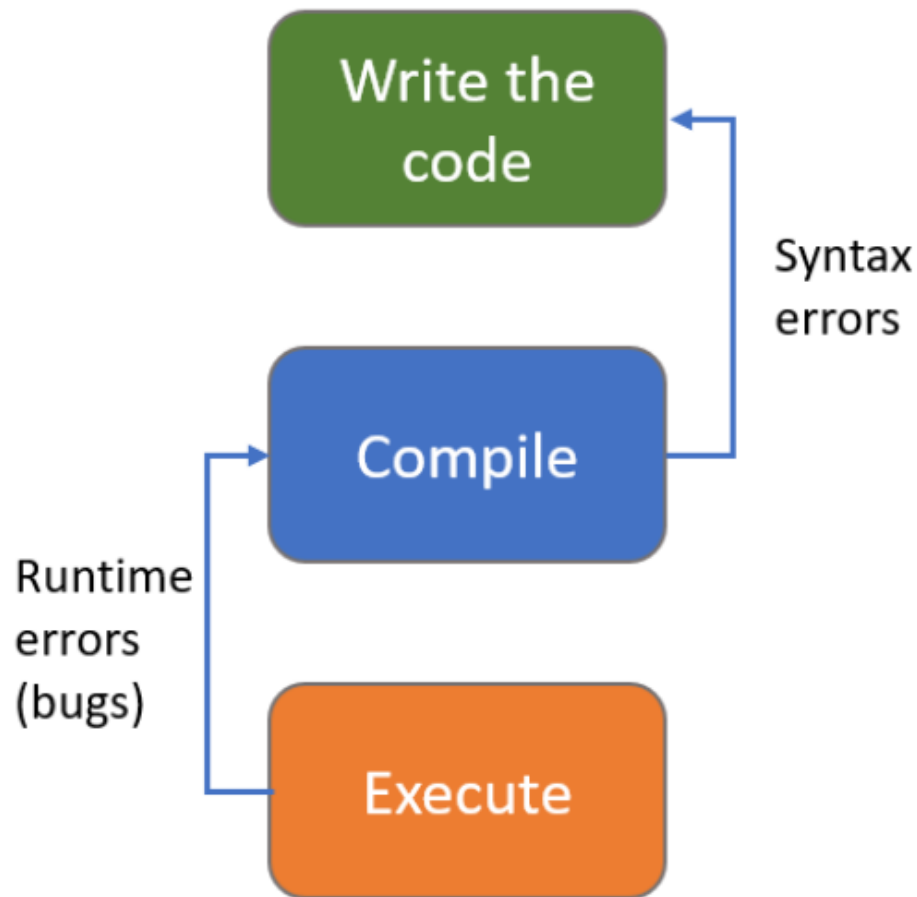 Write the
code
Syntax
errors
Compile
Runtime
errors
(bugs)
Execute